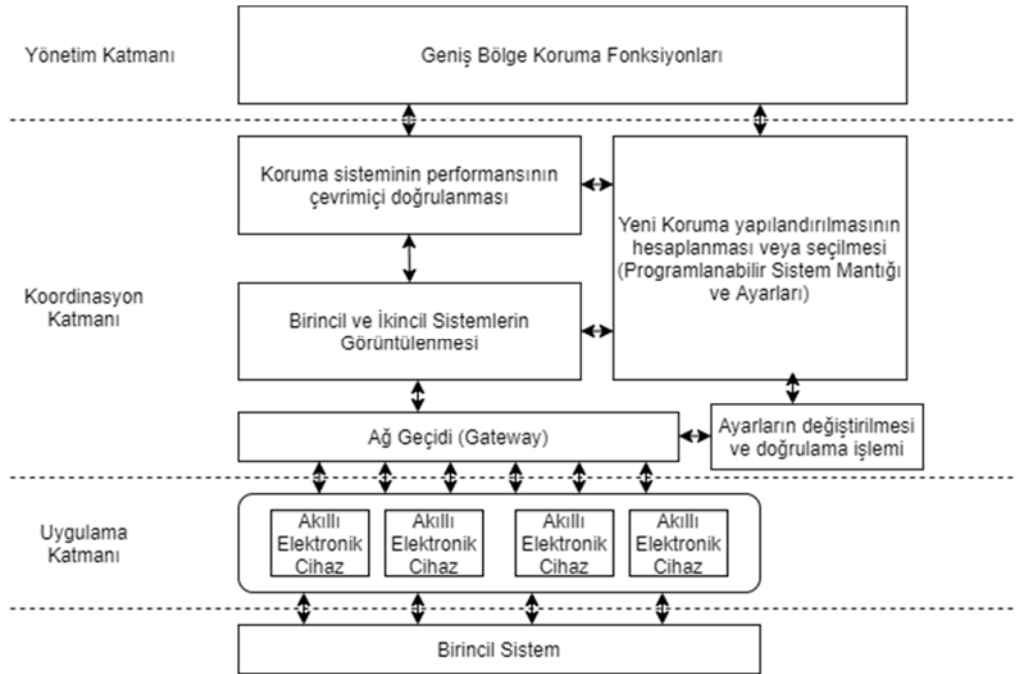 Yönetim Katmanı
Geniş Bölge Koruma Fonksiyonları
Koordinasyon
Katmanı
Koruma sisteminin performansının
çevrimiçi doğrulanması
Yeni Koruma yapılandırılmasının
hesaplanması veya seçilmesi
(Programlanabilir Sistem Mantığı
ve Ayarları)
Birincil ve İkincil Sistemlerin
Görüntülenmesi
Ağ Geçidi (Gateway)
Ayarların değiştirilmesi
ve doğrulama işlemi
Uygulama
Katmanı
Akıllı
Elektronik
Cihaz
Akıllı
Elektronik
Cihaz
Akıllı
Elektronik
Cihaz
Akıllı
Elektronik
Cihaz
Birincil Sistem